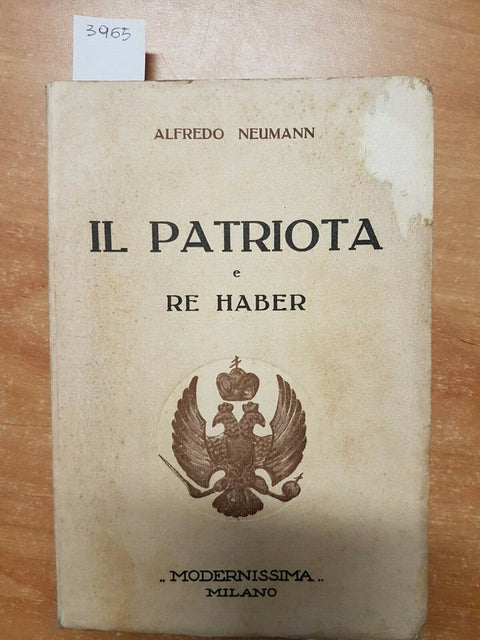 3965
ALFREDO NEUMANN
IL PATRIOTA
e
RE HABER
„MODERNISSIMA„
MILANO